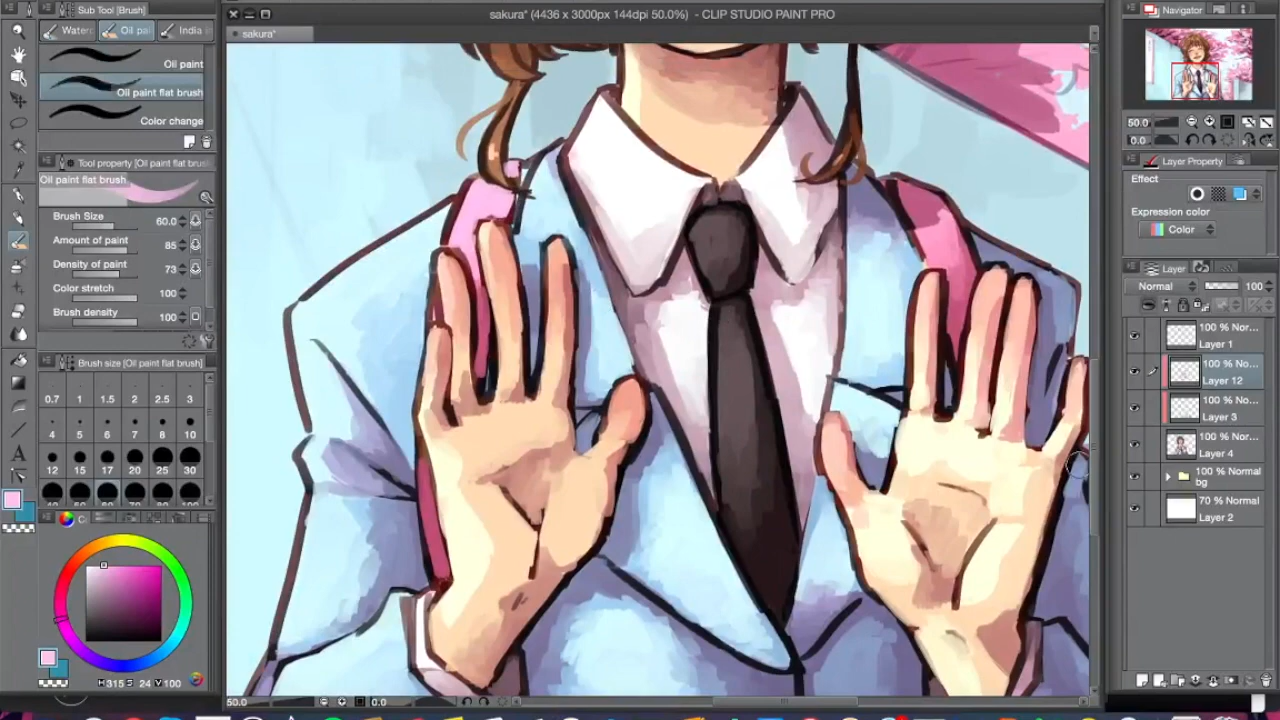 Sub Tool [Brush]
sakura* (4436 x 3000px 144dpi 50.0%)  - CLIP STUDIO PAINT PRO
Navigator
Water
Oil pai
India
sakura*
Oil paint
Oil paint flat brush
Color change
50.0
0.0
Tool property [Oil paint flat brush
Oil paint flat brush
Layer Property
Effect
Expression color
Color
Brush Size 60.0
Amount of paint 85
Density of paint 73
Color stretch 100
Brush density 100
Layer
Normal 100
100 % Nor...
Layer 1
100 % No...
Layer 12
100 % No...
Layer 3
100 % Nor...
Layer 4
100 % Normal
bg
70 % Normal
Layer 2
Brush size [Oil paint flat brush]
0.7 1 1.5 2 2.5 3
4 5 6 7 8 10
12 15 17 20 25 30
H 315 S 24 V 100
50.0 0.0